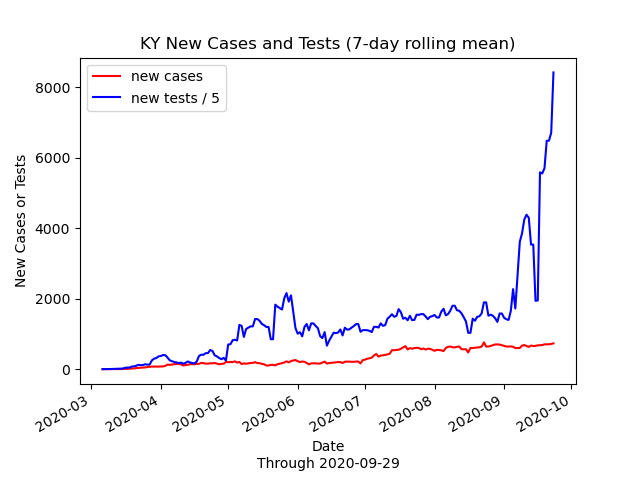 KY New Cases and Tests (7-day rolling mean)
new cases
new tests / 5
New Cases or Tests
8000
6000
4000
2000
0
2020-03
2020-04
2020-05
2020-06
2020-07
2020-08
2020-09
2020-10
Date
Through 2020-09-29